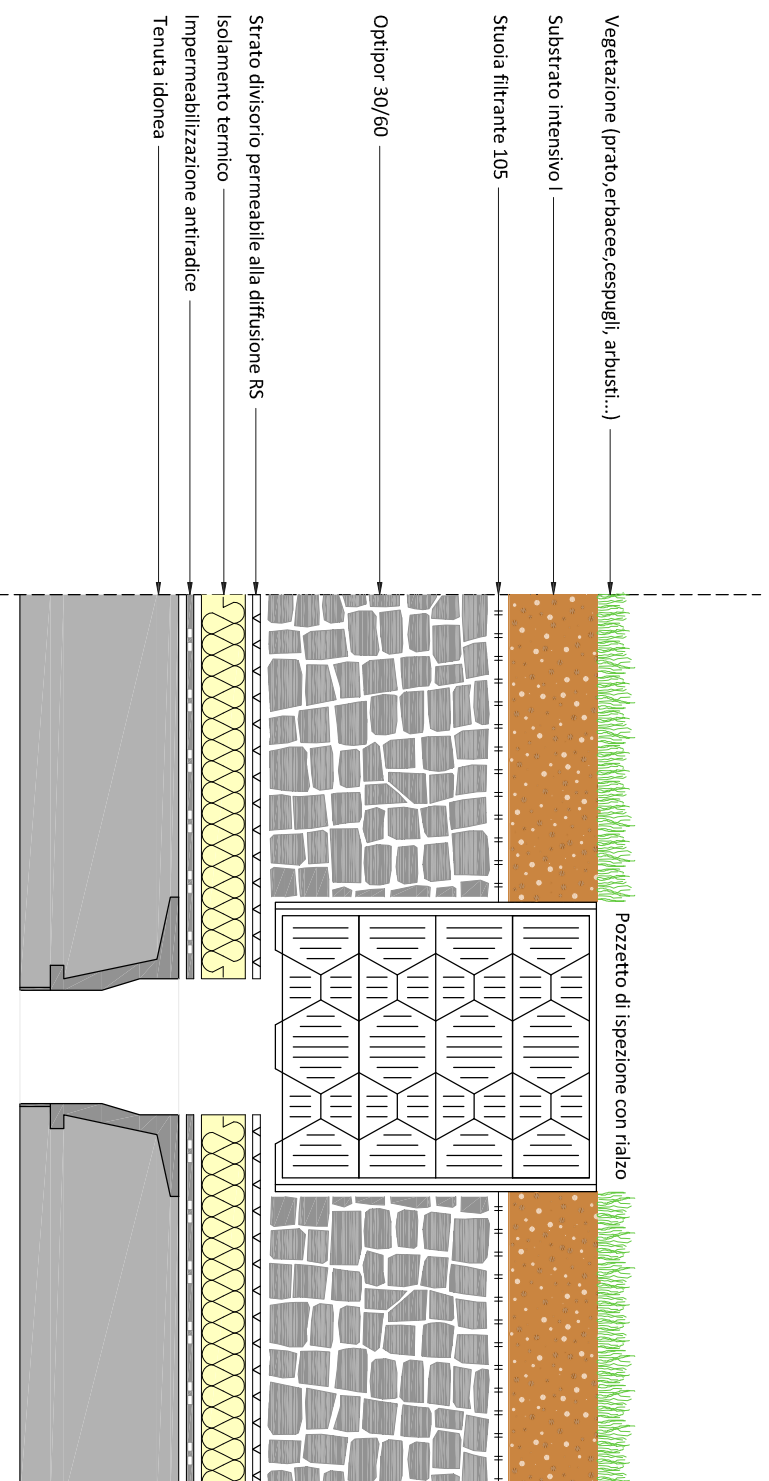 Vegetazione (prato,erbacee,cespugli, arbusti...)
Substrato intensivo I
Stuoia filtrante 105
Optipor 30/60
Strato divisorio permeabile alla diffusione RS
Isolamento termico
Impermeabilizzazione antiradice
Tenuta idonea
Pozzetto di ispezione con rialzo